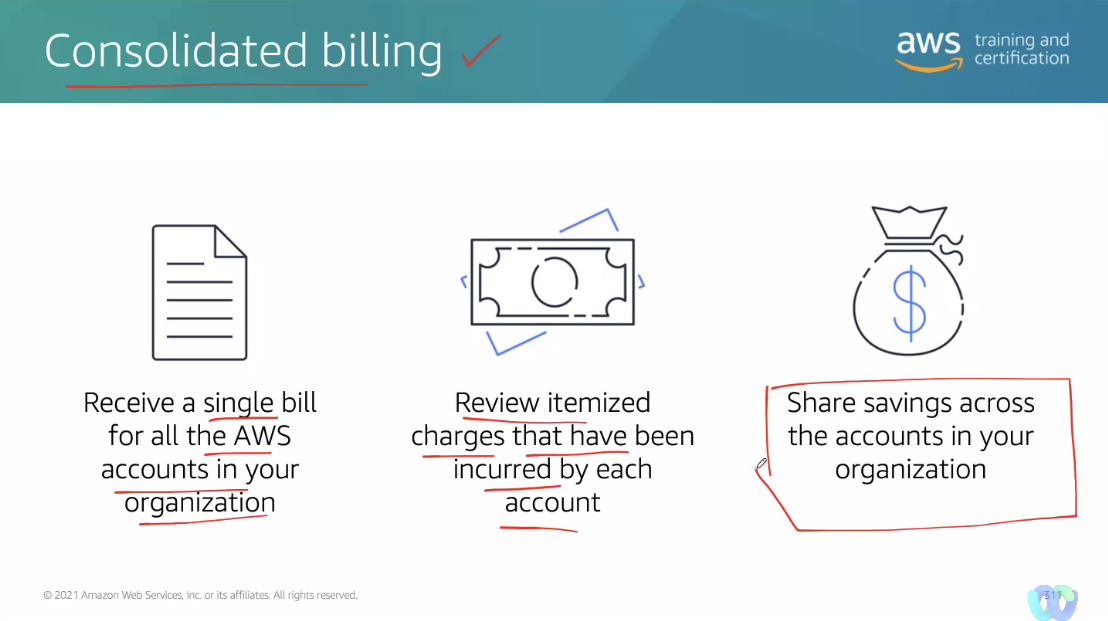 Consolidated billing
aws training and
certification
Receive a single bill
for all the AWS
accounts in your
organization
Review itemized
charges that have been
incurred by each
account
$
Share savings across
the accounts in your
organization
© 2021 Amazon Web Services, Inc. or its affiliates. All rights reserved.
311